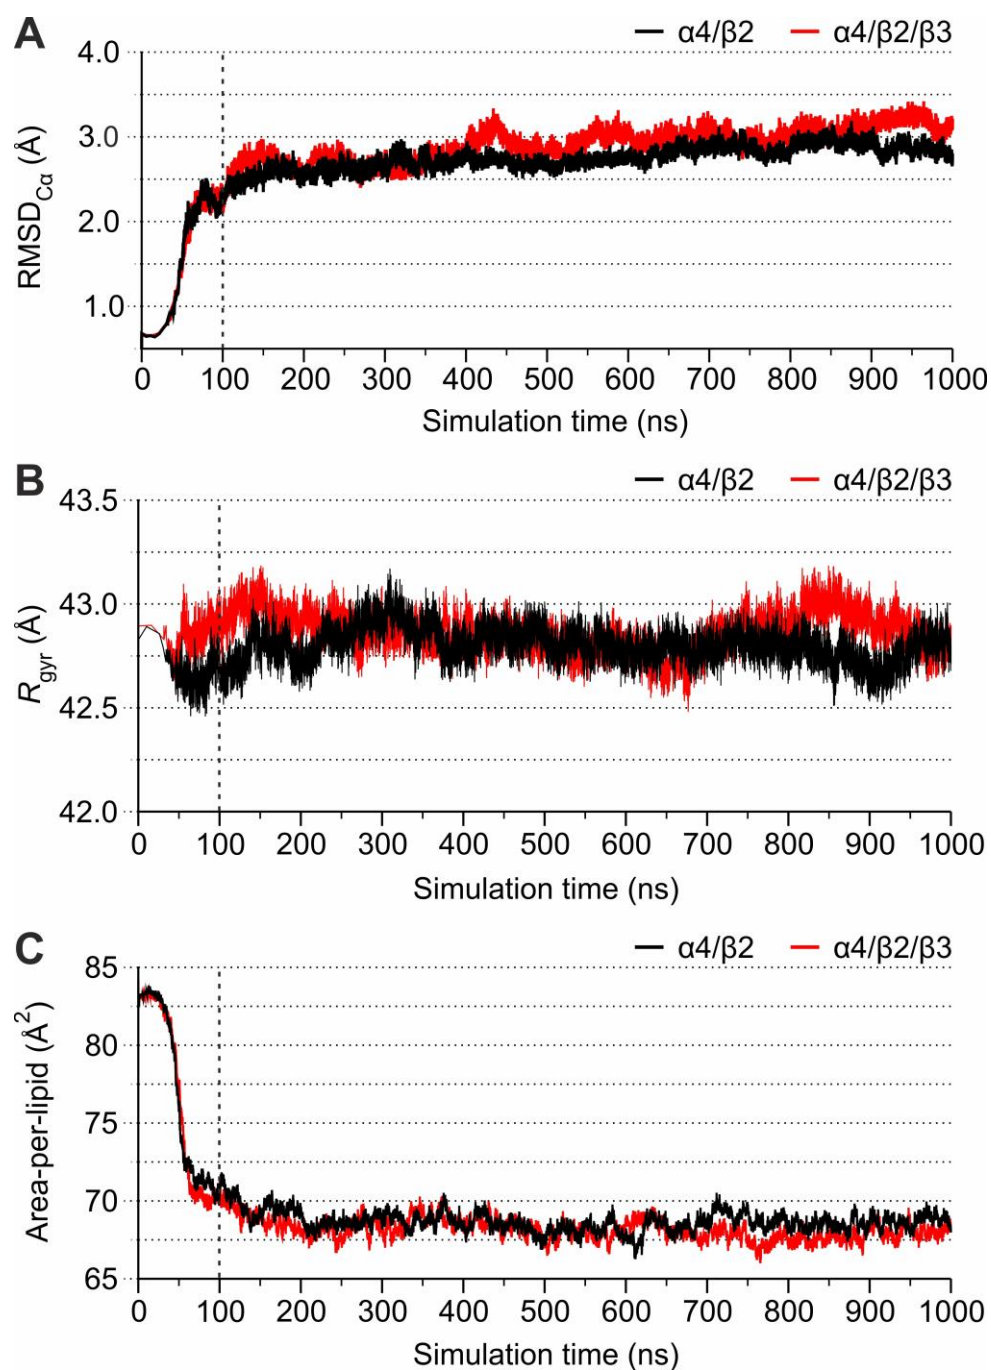 A
α4/β2 α4/β2/β3
4.0
3.0
2.0
1.0
RMSDCα (Å)
0 100 200 300 400 500 600 700 800 900 1000
Simulation time (ns)
B
α4/β2 α4/β2/β3
43.5
43.0
42.5
42.0
Rgyr (Å)
0 100 200 300 400 500 600 700 800 900 1000
Simulation time (ns)
C
α4/β2 α4/β2/β3
85
80
75
70
65
Area-per-lipid (Å²)
0 100 200 300 400 500 600 700 800 900 1000
Simulation time (ns)